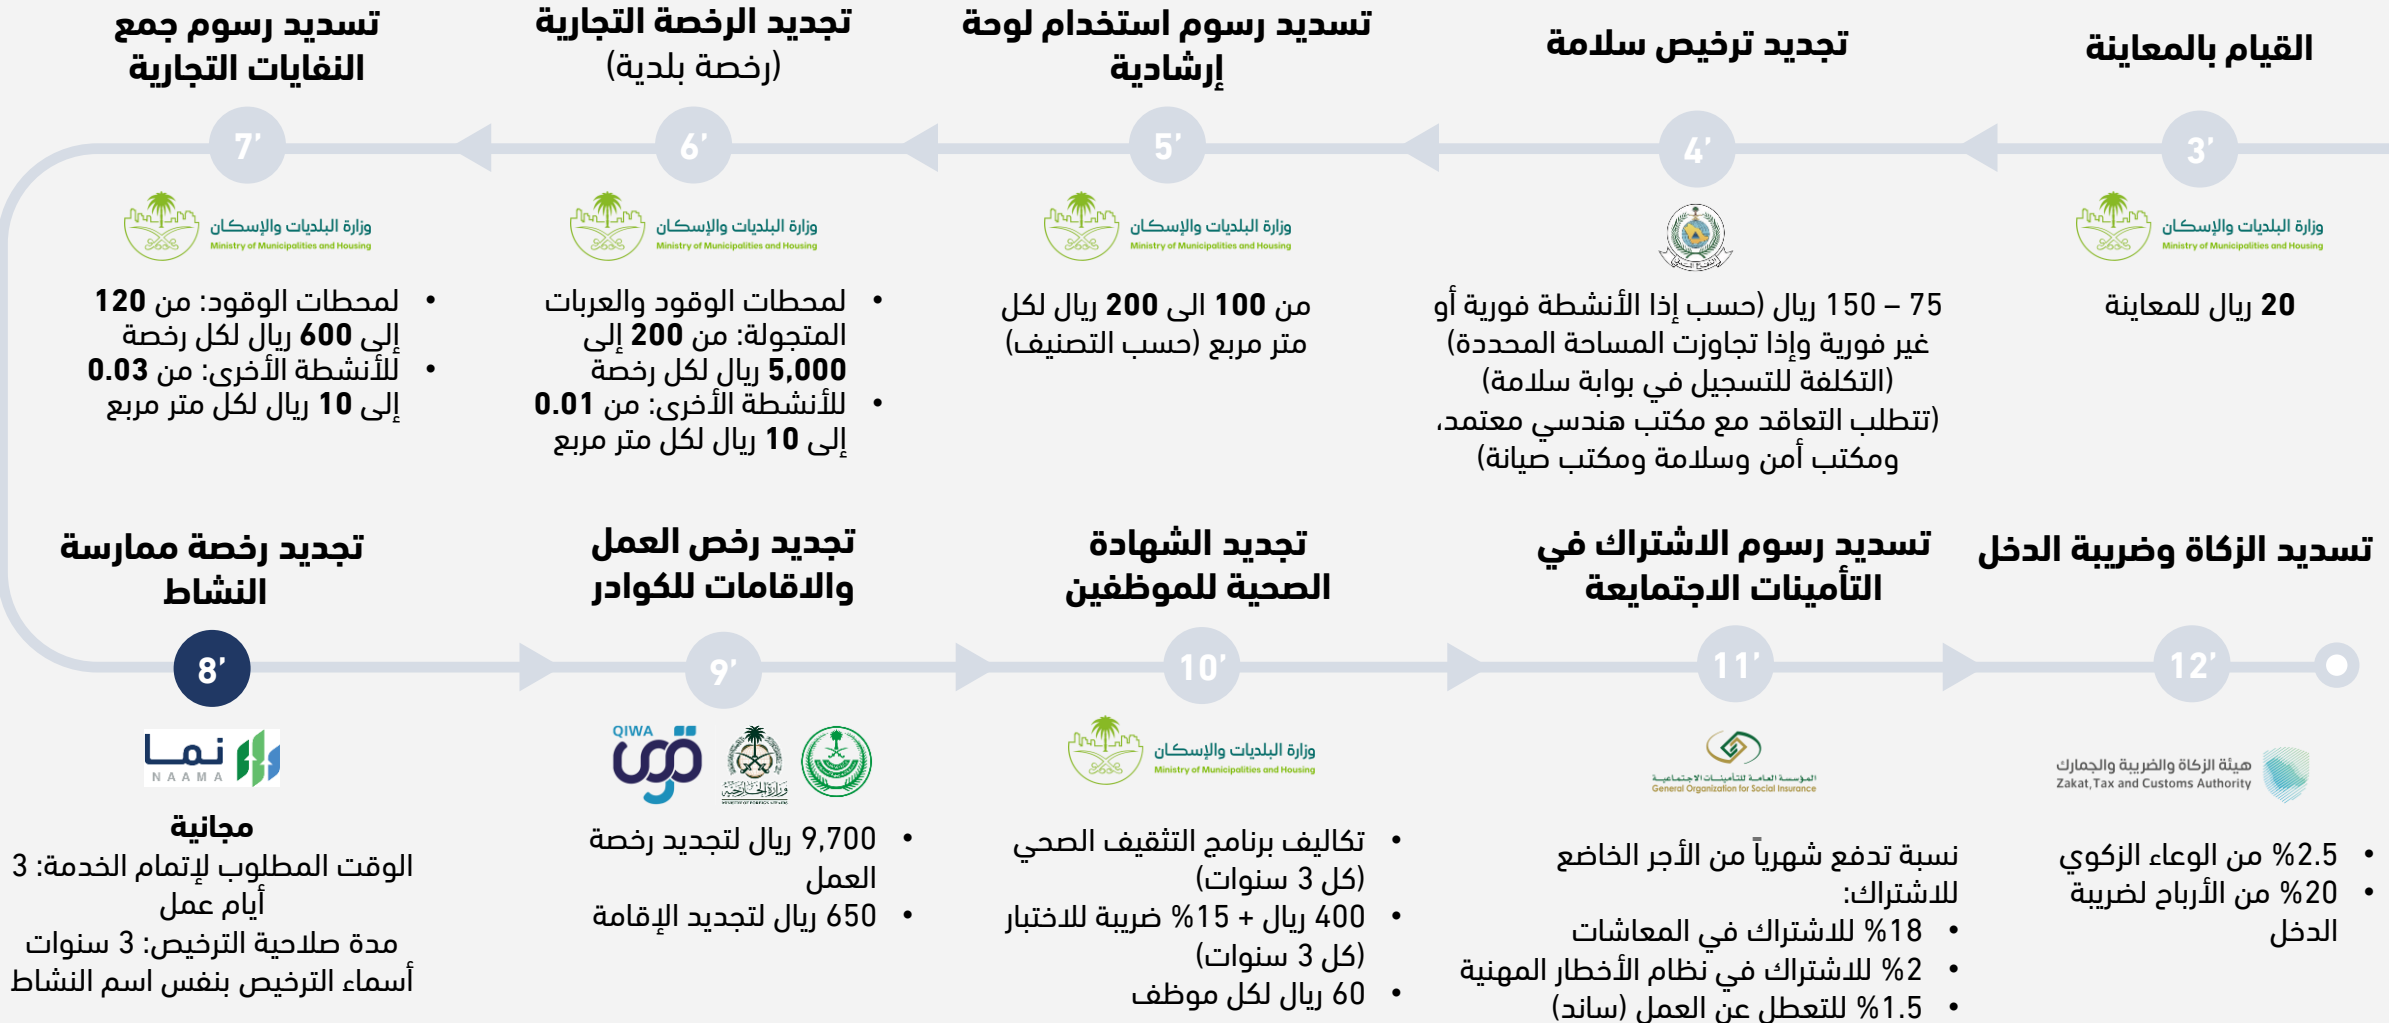 القيام بالمعاينة
3’
وزارة البلديات والإسكان
Ministry of Municipalities and Housing
20 ريال للمعاينة
تجديد ترخيص سلامة
4’
75 – 150 ريال (حسب إذا الأنشطة فورية أو
غير فورية وإذا تجاوزت المساحة المحددة)
(التكلفة للتسجيل في بوابة سلامة)
(تتطلب التعاقد مع مكتب هندسي معتمد،
ومكتب أمن وسلامة ومكتب صيانة)
تسديد رسوم استخدام لوحة
إرشادية
5’
وزارة البلديات والإسكان
Ministry of Municipalities and Housing
من 100 الى 200 ريال لكل
متر مربع (حسب التصنيف)
تجديد الرخصة التجارية
(رخصة بلدية)
6’
وزارة البلديات والإسكان
Ministry of Municipalities and Housing
• لمحطات الوقود والعربات
المتجولة: من 200 إلى
5,000 ريال لكل رخصة
• للأنشطة الأخرى: من 0.01
إلى 10 ريال لكل متر مربع
تسديد رسوم جمع
النفايات التجارية
7’
وزارة البلديات والإسكان
Ministry of Municipalities and Housing
• لمحطات الوقود: من 120
إلى 600 ريال لكل رخصة
• للأنشطة الأخرى: من 0.03
إلى 10 ريال لكل متر مربع
تجديد رخصة ممارسة
النشاط
8’
نما
NAAMA
مجانية
الوقت المطلوب لإتمام الخدمة: 3
أيام عمل
مدة صلاحية الترخيص: 3 سنوات
أسماء الترخيص بنفس اسم النشاط
تجديد رخص العمل
والاقامات للكوادر
9’
QIWA
قوى
وزارة الخارجية
MINISTRY OF FOREIGN AFFAIRS
• 9,700 ريال لتجديد رخصة
العمل
• 650 ريال لتجديد الإقامة
تجديد الشهادة
الصحية للموظفين
10’
وزارة البلديات والإسكان
Ministry of Municipalities and Housing
• تكاليف برنامج التثقيف الصحي
(كل 3 سنوات)
• 400 ريال + 15% ضريبة للاختبار
(كل 3 سنوات)
• 60 ريال لكل موظف
تسديد رسوم الاشتراك في
التأمينات الاجتمايعة
11’
المؤسسة العامة للتأمينات الاجتماعية
General Organization for Social Insurance
نسبة تدفع شهرياً من الأجر الخاضع
للاشتراك:
• 18% للاشتراك في المعاشات
• 2% للاشتراك في نظام الأخطار المهنية
• 1.5% للتعطل عن العمل (ساند)
تسديد الزكاة وضريبة الدخل
12’
هيئة الزكاة والضريبة والجمارك
Zakat, Tax and Customs Authority
• 2.5% من الوعاء الزكوي
• 20% من الأرباح لضريبة
الدخل